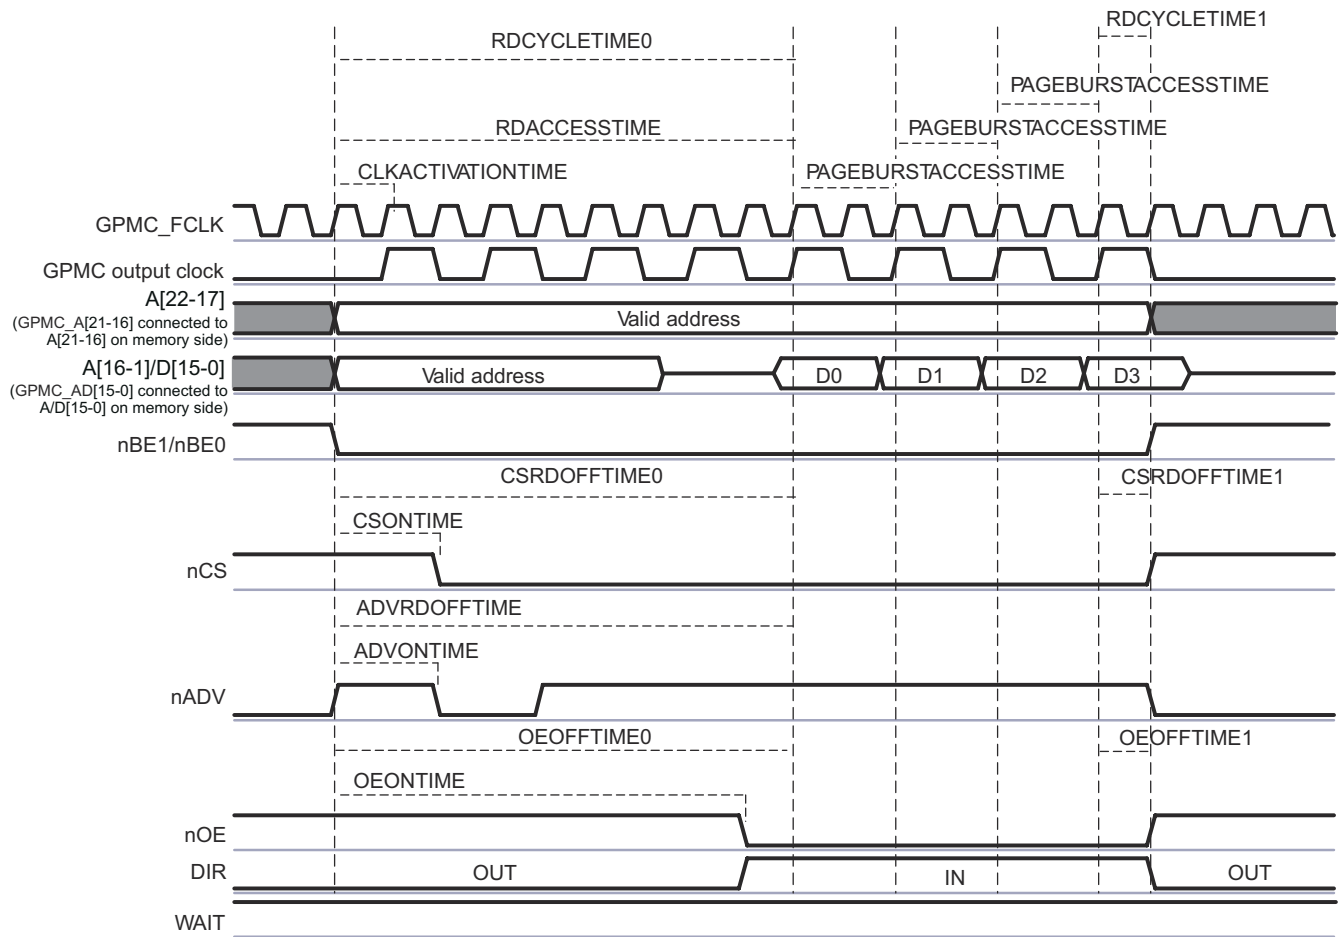 RDCYCLETIME1
RDCYCLETIME0
PAGEBURSTACCESSTIME
RDACCESSTIME
PAGEBURSTACCESSTIME
CLKACTIVATIONTIME
PAGEBURSTACCESSTIME
GPMC_FCLK
GPMC output clock
A[22-17]
(GPMC_A[21-16] connected to
A[21-16] on memory side)
Valid address
A[16-1]/D[15-0]
(GPMC_AD[15-0] connected to
A/D[15-0] on memory side)
Valid address
D0
D1
D2
D3
nBE1/nBE0
CSRDOFFTIME0
CSRDOFFTIME1
CSONTIME
nCS
ADVRDOFFTIME
ADVONTIME
nADV
OEOFFTIME0
OEOFFTIME1
OEONTIME
nOE
DIR
OUT
IN
OUT
WAIT